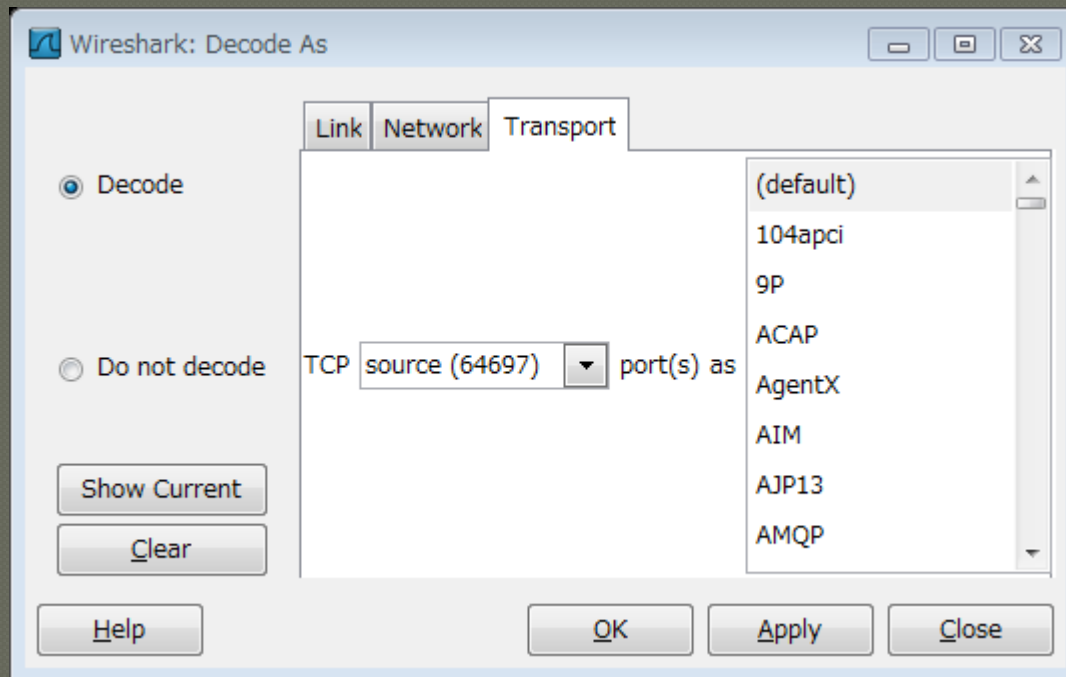 Wireshark: Decode As
Link Network Transport
Decode
Do not decode
TCP source (64697) port(s) as
(default)
104apci
9P
ACAP
AgentX
AIM
AJP13
AMQP
Show Current
Clear
Help OK Apply Close